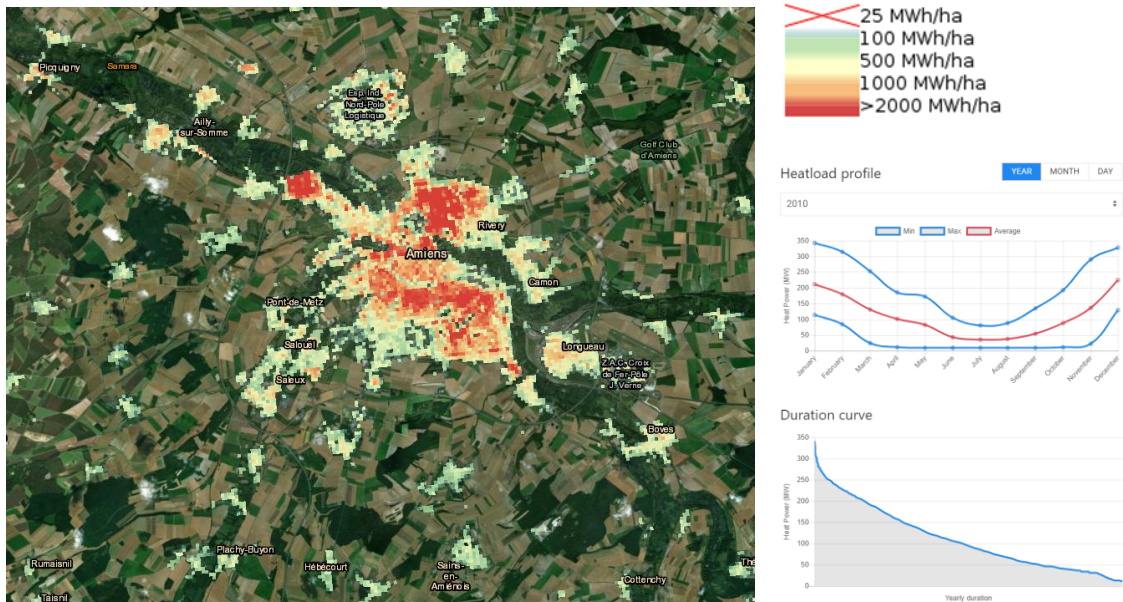 Picquigny
Samara
Esp. Ind.
Nord-Pole
Logistique
Ailly-
sur-Somme
Golf Club
d'Amiens
Rivery
Amiens
Camon
Pont-de-Metz
Salouël
Longueau
Z.A.C. Croix
de Fer-Pôle
J. Verne
Saleux
Boves
Plachy-Buyon
Rumaisnil
Hébécourt
Sains-
en-
Amiénois
Thé
Cottenchy
Taisnil
25 MWh/ha
100 MWh/ha
500 MWh/ha
1000 MWh/ha
>2000 MWh/ha
Heatload profile
YEAR MONTH DAY
2010
Min Max Average
350
300
250
200
150
100
50
0
Heat Power (MW)
January February March April May June July August September October November December
Duration curve
350
300
250
200
150
100
50
0
Heat Power (MW)
Yearly duration